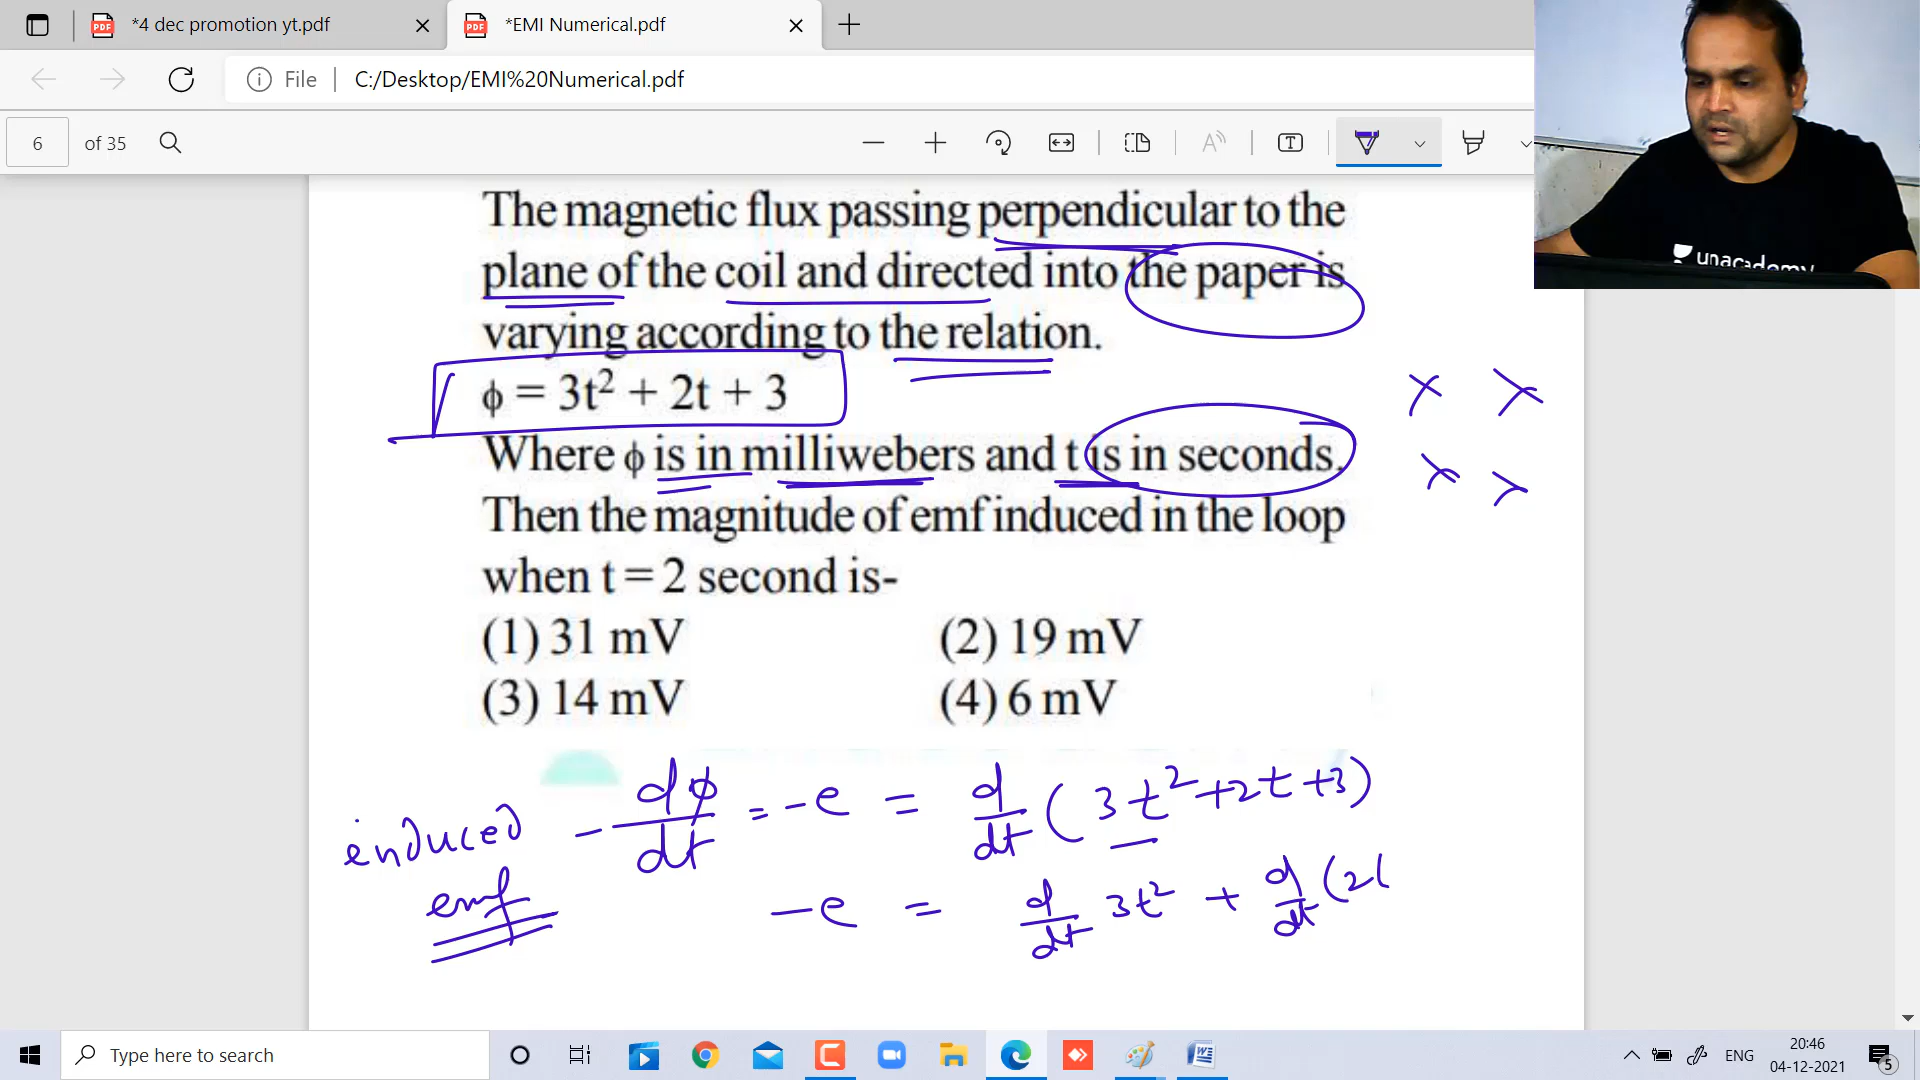 *4 dec promotion yt.pdf
*EMI Numerical.pdf
File C:/Desktop/EMI%20Numerical.pdf
6 of 35
unacademy
The magnetic flux passing perpendicular to the
plane of the coil and directed into the paper is
varying according to the relation.
ϕ = 3t² + 2t + 3
Where ϕ is in milliwebers and t is in seconds.
Then the magnitude of emf induced in the loop
when t = 2 second is-
(1) 31 mV (2) 19 mV
(3) 14 mV (4) 6 mV
induced - dϕ/dt = -e = d/dt (3t²+2t+3)
emf -e = d/dt 3t² + d/dt (2(
Type here to search
ENG
20:46
04-12-2021
5